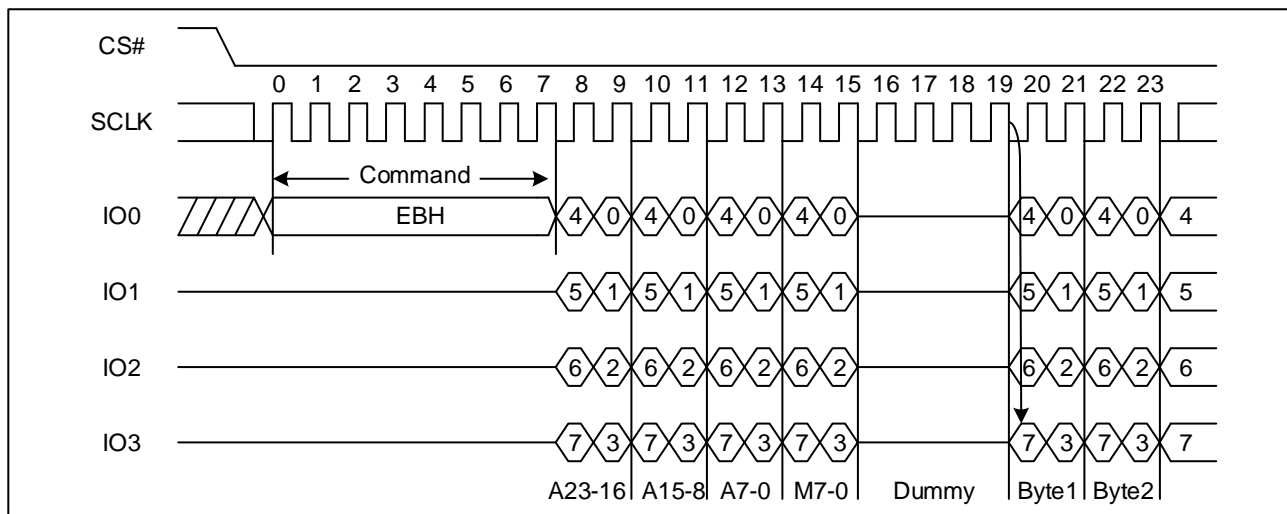 CS#
0 1 2 3 4 5 6 7 8 9 10 11 12 13 14 15 16 17 18 19 20 21 22 23
SCLK
Command
IO0 EBH 4 0 4 0 4 0 4 0 4 0 4 0 4
IO1 5 1 5 1 5 1 5 1 5 1 5 1 5
IO2 6 2 6 2 6 2 6 2 6 2 6 2 6
IO3 7 3 7 3 7 3 7 3 7 3 7 3 7
A23-16 A15-8 A7-0 M7-0 Dummy Byte1 Byte2